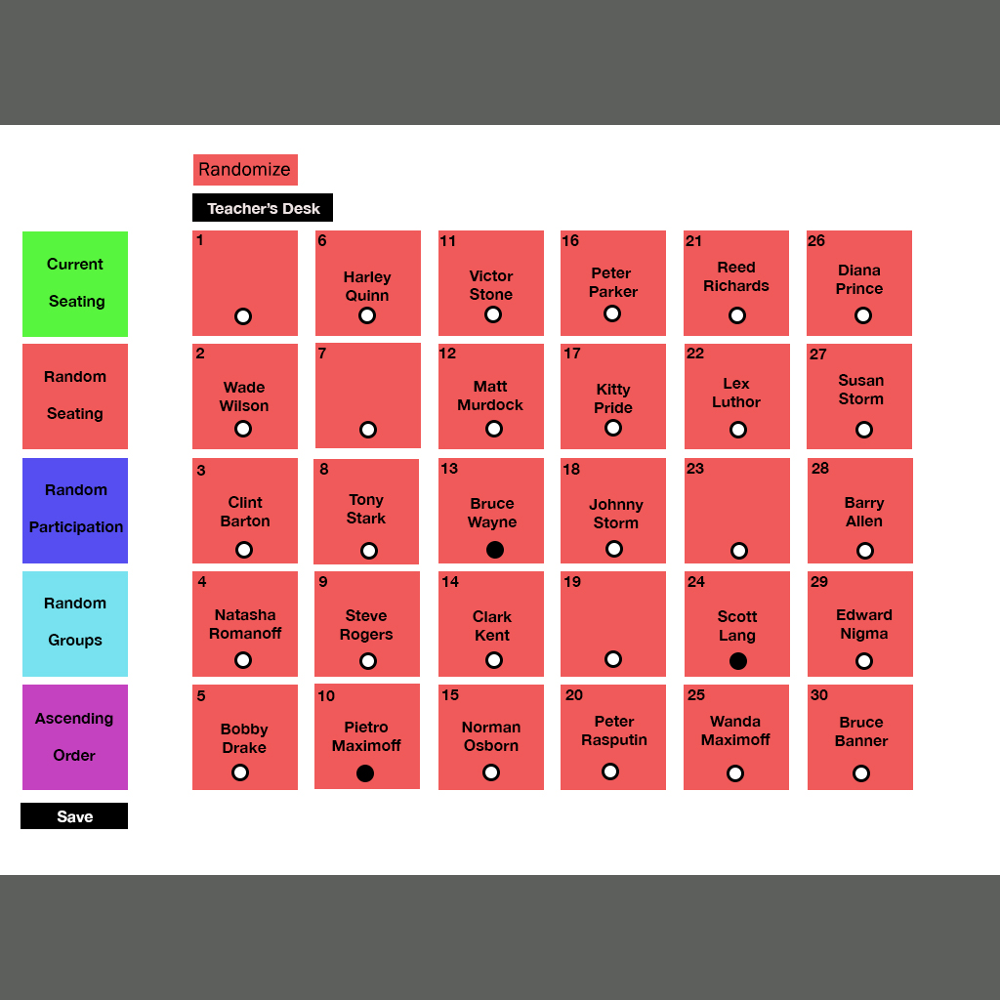 Randomize
Teacher's Desk
Current
Seating
Random
Seating
Random
Participation
Random
Groups
Ascending
Order
Save
1
6
Harley
Quinn
11
Victor
Stone
16
Peter
Parker
21
Reed
Richards
26
Diana
Prince
2
Wade
Wilson
7
12
Matt
Murdock
17
Kitty
Pride
22
Lex
Luthor
27
Susan
Storm
3
Clint
Barton
8
Tony
Stark
13
Bruce
Wayne
18
Johnny
Storm
23
28
Barry
Allen
4
Natasha
Romanoff
9
Steve
Rogers
14
Clark
Kent
19
24
Scott
Lang
29
Edward
Nigma
5
Bobby
Drake
10
Pietro
Maximoff
15
Norman
Osborn
20
Peter
Rasputin
25
Wanda
Maximoff
30
Bruce
Banner